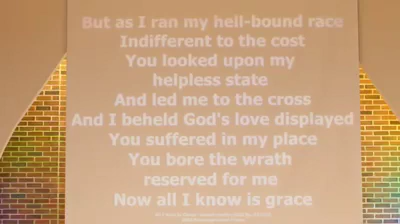 But as I ran my hell-bound race
Indifferent to the cost
You looked upon my
helpless state
And led me to the cross
And I beheld God's love displayed
You suffered in my place
You bore the wrath
reserved for me
Now all I know is grace